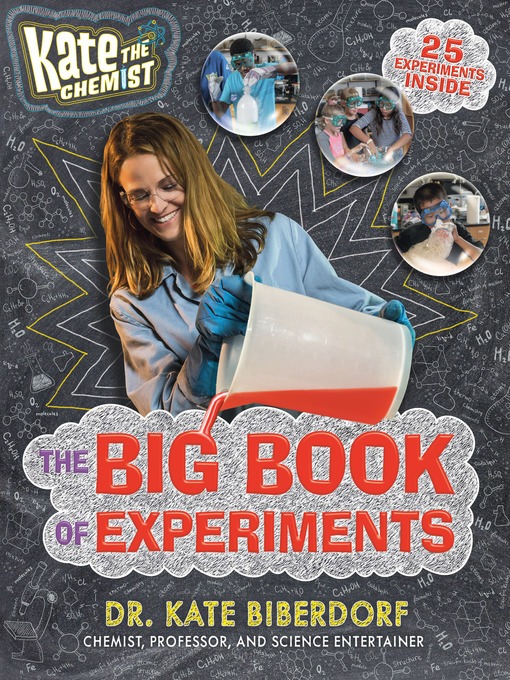 Kate THE
CHEMIST
25
EXPERIMENTS
INSIDE
THE BIG BOOK
OF EXPERIMENTS
DR. KATE BIBERDORF
CHEMIST, PROFESSOR, AND SCIENCE ENTERTAINER